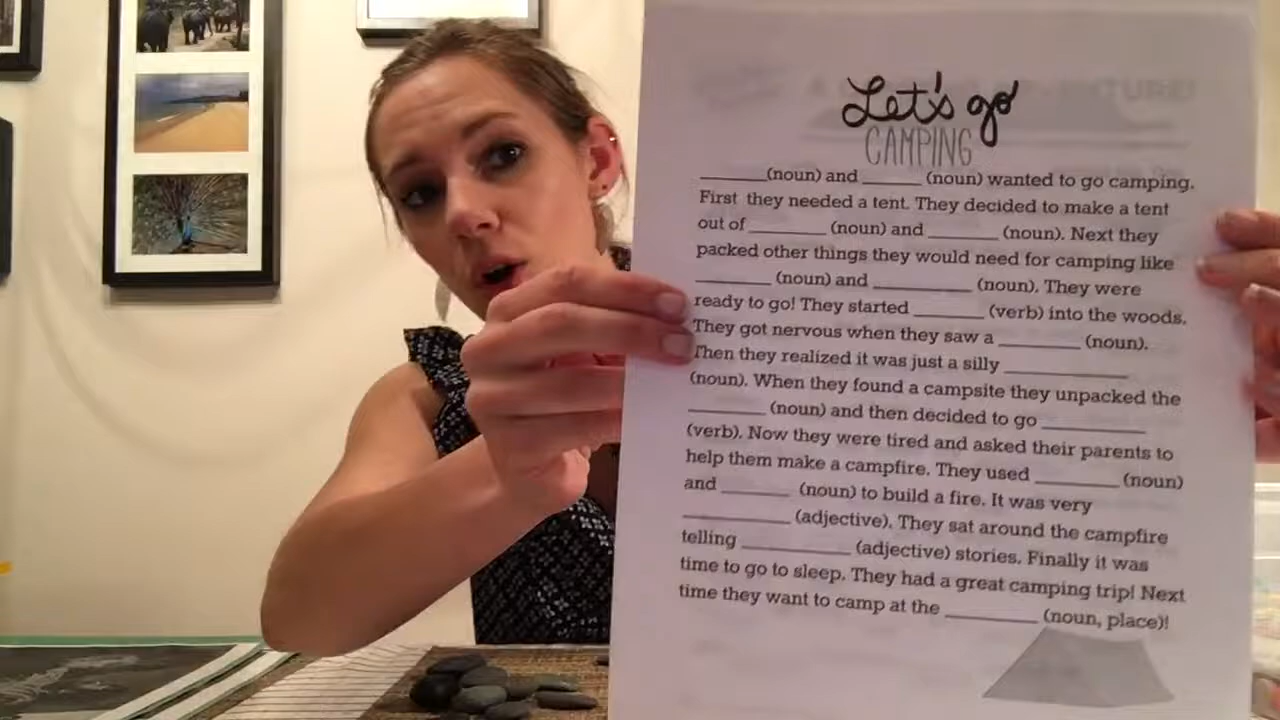 Let's go
CAMPING
______(noun) and ______ (noun) wanted to go camping.
First they needed a tent. They decided to make a tent
out of ________ (noun) and _______ (noun). Next they
packed other things they would need for camping like
________ (noun) and __________ (noun). They were
ready to go! They started _______ (verb) into the woods.
They got nervous when they saw a ________ (noun).
Then they realized it was just a silly ____________
(noun). When they found a campsite they unpacked the
________ (noun) and then decided to go __________
(verb). Now they were tired and asked their parents to
help them make a campfire. They used ________ (noun)
and _______ (noun) to build a fire. It was very
___________ (adjective). They sat around the campfire
telling ___________ (adjective) stories. Finally it was
time to go to sleep. They had a great camping trip! Next
time they want to camp at the _________ (noun, place)!